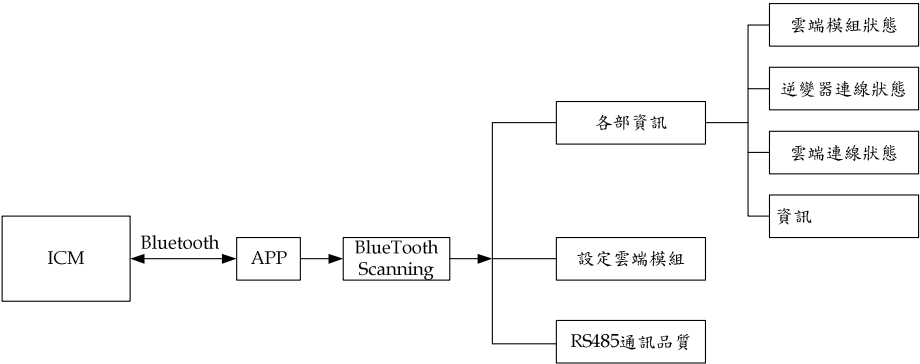 雲端模組狀態
逆變器連線狀態
各部資訊
雲端連線狀態
資訊
ICM
Bluetooth
APP
BlueTooth
Scanning
設定雲端模組
RS485通訊品質